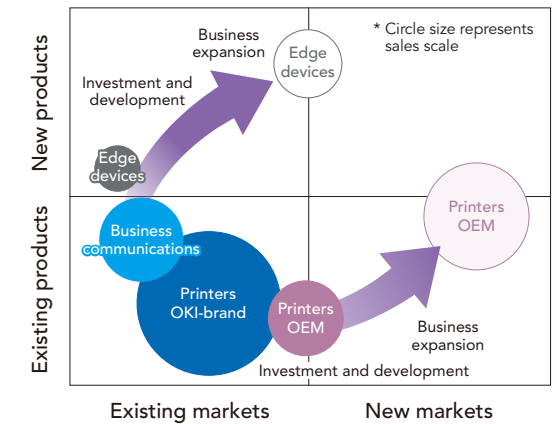 New products
Existing products
Business
expansion
Investment and
development
Edge
devices
* Circle size represents
sales scale
Edge
devices
Business
communications
Printers
OKI-brand
Printers
OEM
Printers
OEM
Business
expansion
Investment and development
Existing markets
New markets